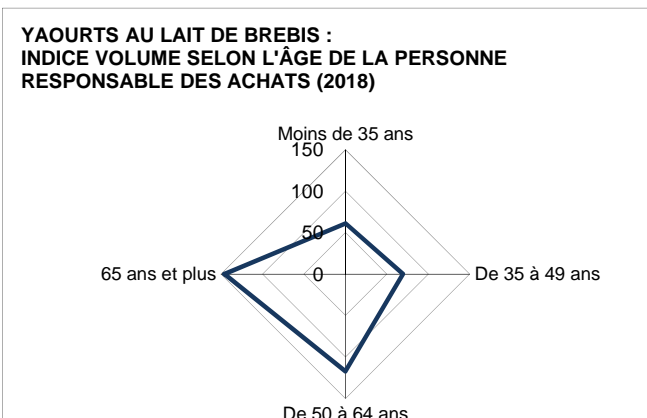 YAOURTS AU LAIT DE BREBIS :
INDICE VOLUME SELON L'ÂGE DE LA PERSONNE
RESPONSABLE DES ACHATS (2018)
Moins de 35 ans
150
100
50
65 ans et plus
0
De 35 à 49 ans
De 50 à 64 ans